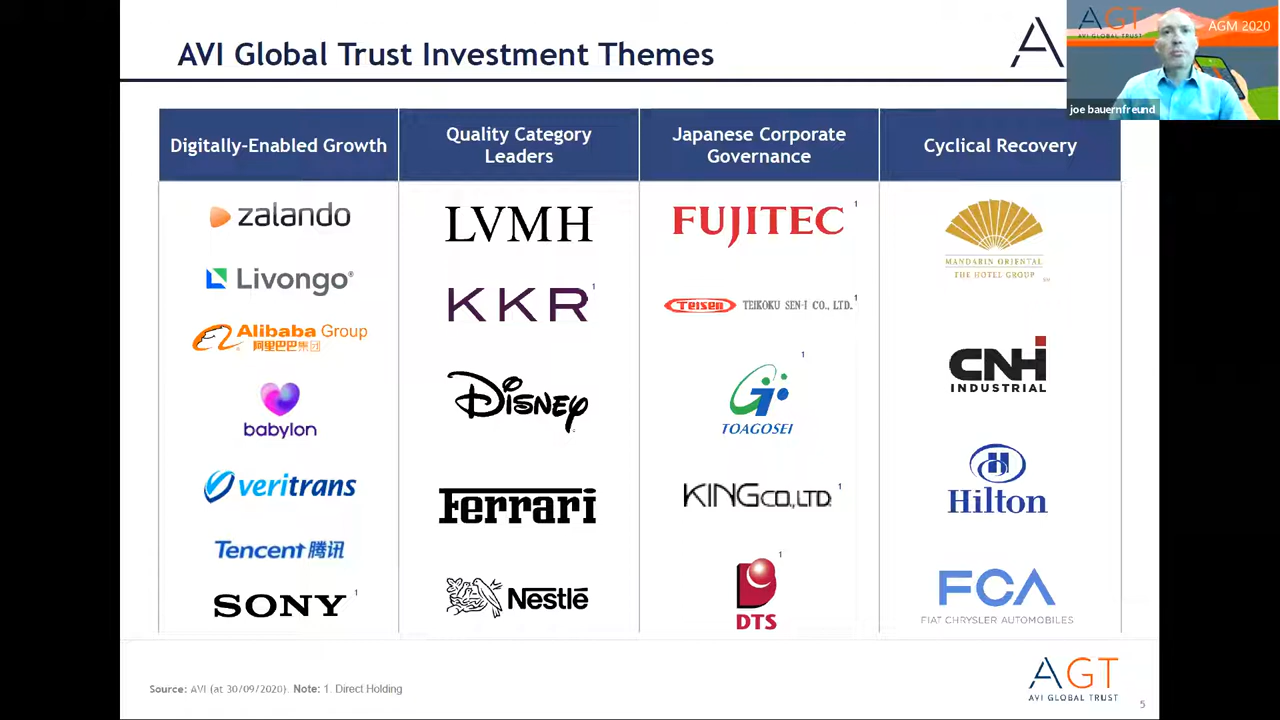 AVI Global Trust Investment Themes
A
AGT
AVI GLOBAL TRUST
AGM 2020
joe bauernfreund
Digitally-Enabled Growth
Quality Category
Leaders
Japanese Corporate
Governance
Cyclical Recovery
zalando
Livongo®
Alibaba Group
阿里巴巴集团
babylon
veritrans
Tencent 腾讯
SONY 1
LVMH
KKR 1
Disney
Ferrari
Nestlé
FUJITEC 1
Teisen TEIKOKU SEN-I CO., LTD. 1
1
TOAGOSEI
KING CO., LTD. 1
1
DTS
MANDARIN ORIENTAL
THE HOTEL GROUP
CNH
INDUSTRIAL
H
Hilton
FCA
FIAT CHRYSLER AUTOMOBILES
Source: AVI (at 30/09/2020). Note: 1. Direct Holding
AGT
AVI GLOBAL TRUST
5